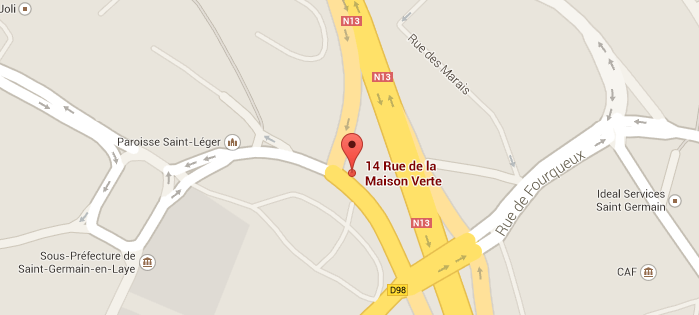 Joli
N13
N13
Rue des Marais
Paroisse Saint-Léger
14 Rue de la
Maison Verte
Rue de Fourqueux
Ideal Services
Saint Germain
N13
Sous-Préfecture de
Saint-Germain-en-Laye
CAF
D98